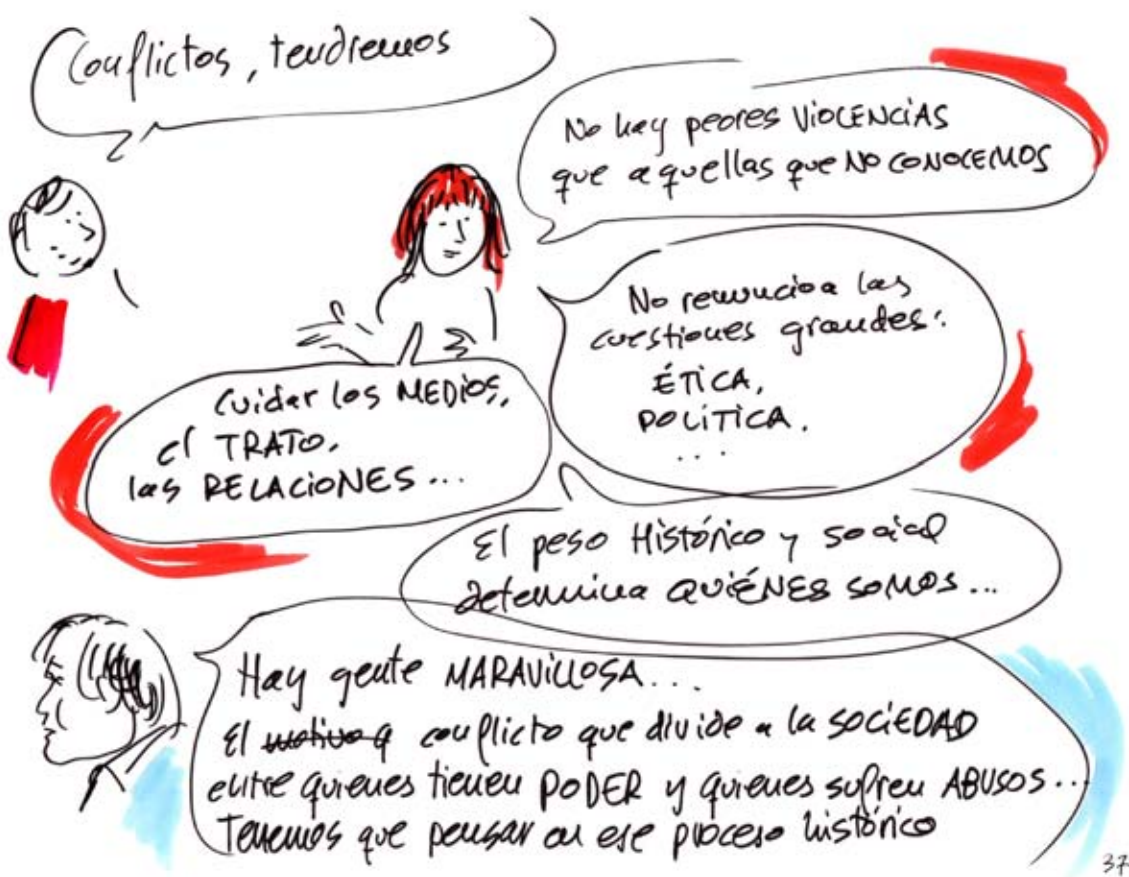 Conflictos, tendremos
No hay peores VIOLENCIAS
que aquellas que NO CONOCEMOS
No renuncio a las
cuestiones grandes:
ÉTICA,
POLÍTICA.
...
Cuidar los MEDIOS,
el TRATO,
las RELACIONES...
El peso Histórico y social
determina QUIÉNES SOMOS...
Hay gente MARAVILLOSA...
El motivo q conflicto que divide a la SOCIEDAD
entre quienes tienen PODER y quienes sufren ABUSOS...
Tenemos que pensar en ese proceso histórico
37